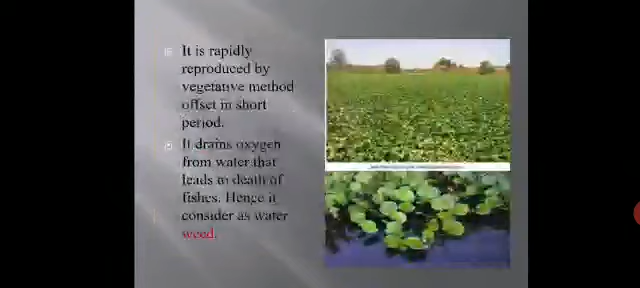 It is rapidly
reproduced by
vegetative method
offset in short
period.
It drains oxygen
from water that
leads to death of
fishes. Hence it
consider as water
weed.